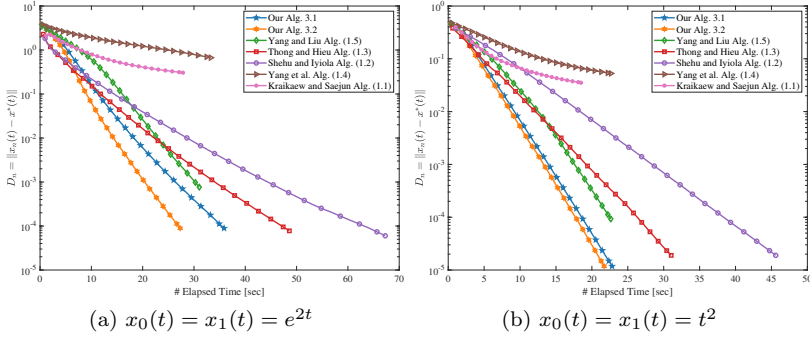 10^1
10^0
10^-1
10^-2
10^-3
10^-4
10^-5
D_n = ||x_n(t) − x*(t)||
Our Alg. 3.1
Our Alg. 3.2
Yang and Liu Alg. (1.5)
Thong and Hieu Alg. (1.3)
Shehu and Iyiola Alg. (1.2)
Yang et al. Alg. (1.4)
Kraikaew and Saejun Alg. (1.1)
0 10 20 30 40 50 60 70
# Elapsed Time [sec]
(a) x_0(t) = x_1(t) = e^{2t}
10^0
10^-1
10^-2
10^-3
10^-4
10^-5
D_n = ||x_n(t) − x*(t)||
Our Alg. 3.1
Our Alg. 3.2
Yang and Liu Alg. (1.5)
Thong and Hieu Alg. (1.3)
Shehu and Iyiola Alg. (1.2)
Yang et al. Alg. (1.4)
Kraikaew and Saejun Alg. (1.1)
0 5 10 15 20 25 30 35 40 45 50
# Elapsed Time [sec]
(b) x_0(t) = x_1(t) = t^2